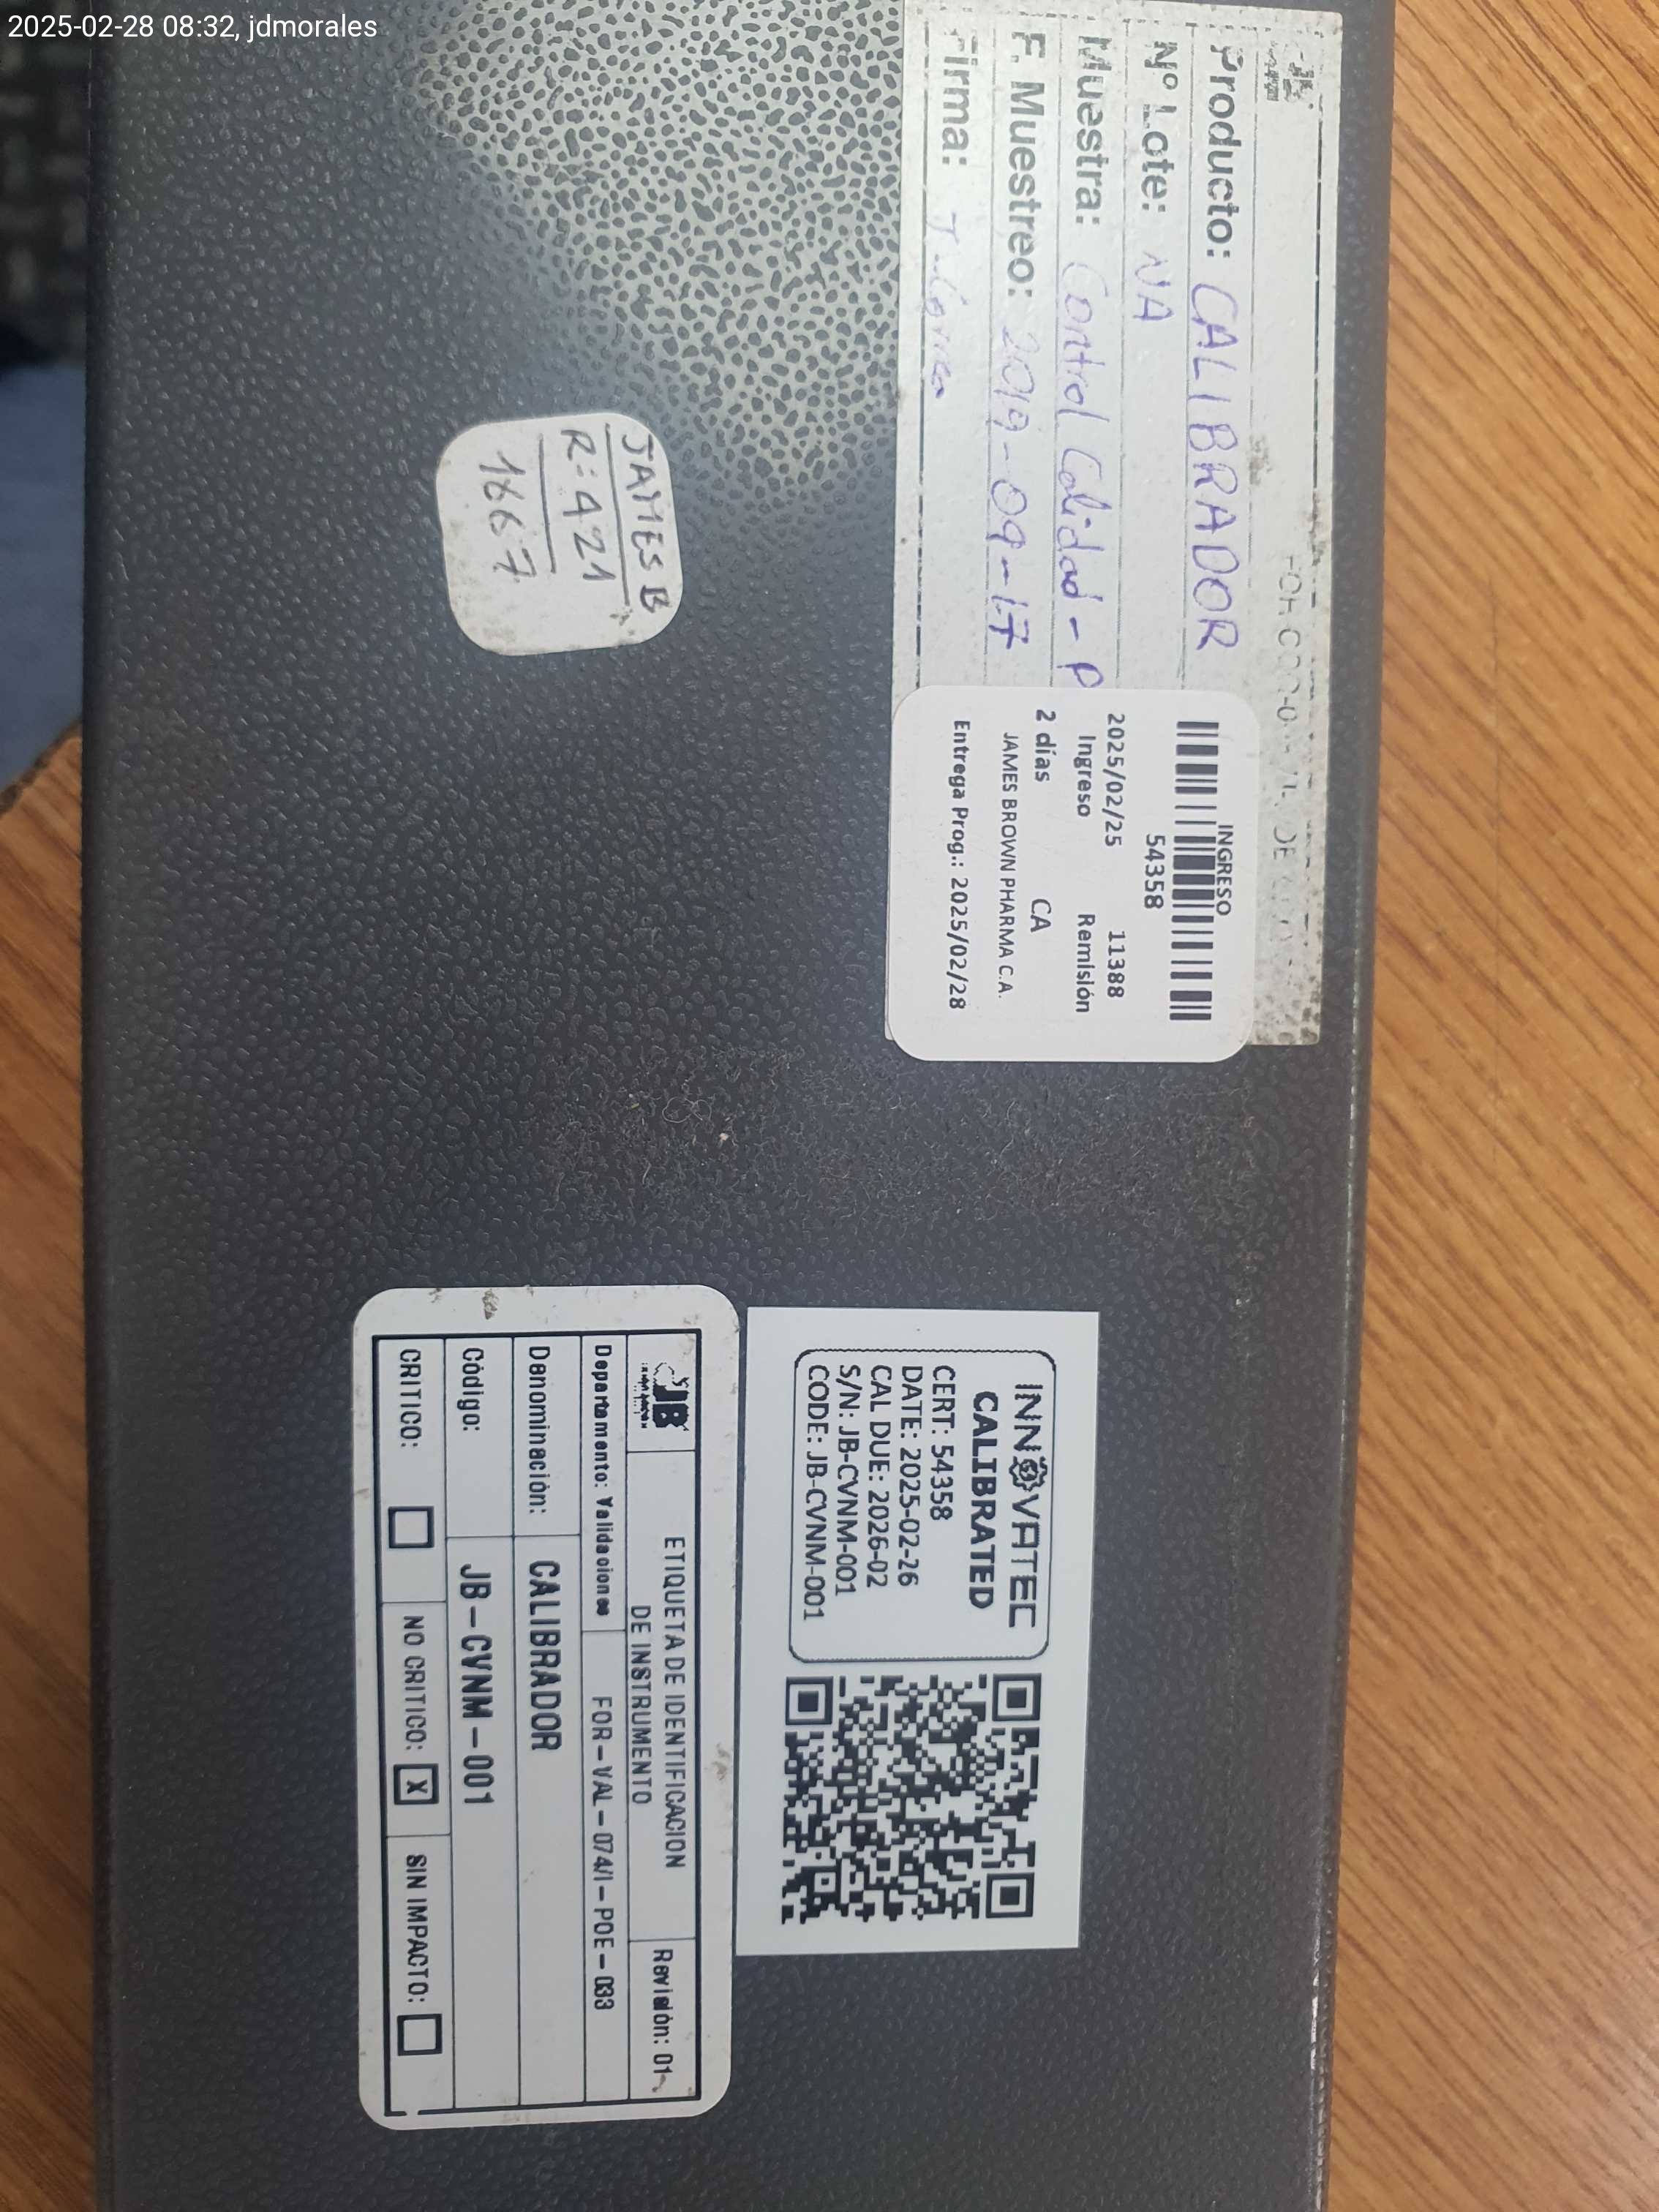 2025-02-28 08:32, jdmorales
Producto: CALIBRADOR
Nº Lote: NA
Muestra: Control Calidad - P
F. Muestreo: 2019-09-17
Firma:
INGRESO
54358
2025/02/25 11388
Ingreso Remisión
2 días CA
JAMES BROWN PHARMA C.A.
Entrega Prog.: 2025/02/28
JAMES B
R: 421
1667
INNOVATEC
CALIBRATED
CERT: 54358
DATE: 2025-02-26
CAL DUE: 2026-02
S/N: JB-CVNM-001
CODE: JB-CVNM-001
JB
ETIQUETA DE IDENTIFICACION
DE INSTRUMENTO
Revisión: 01
Departamento: Validaciones
FOR-VAL-074/I-POE-033
Denominación: CALIBRADOR
Código: JB-CVNM-001
CRITICO: NO CRITICO: X SIN IMPACTO: